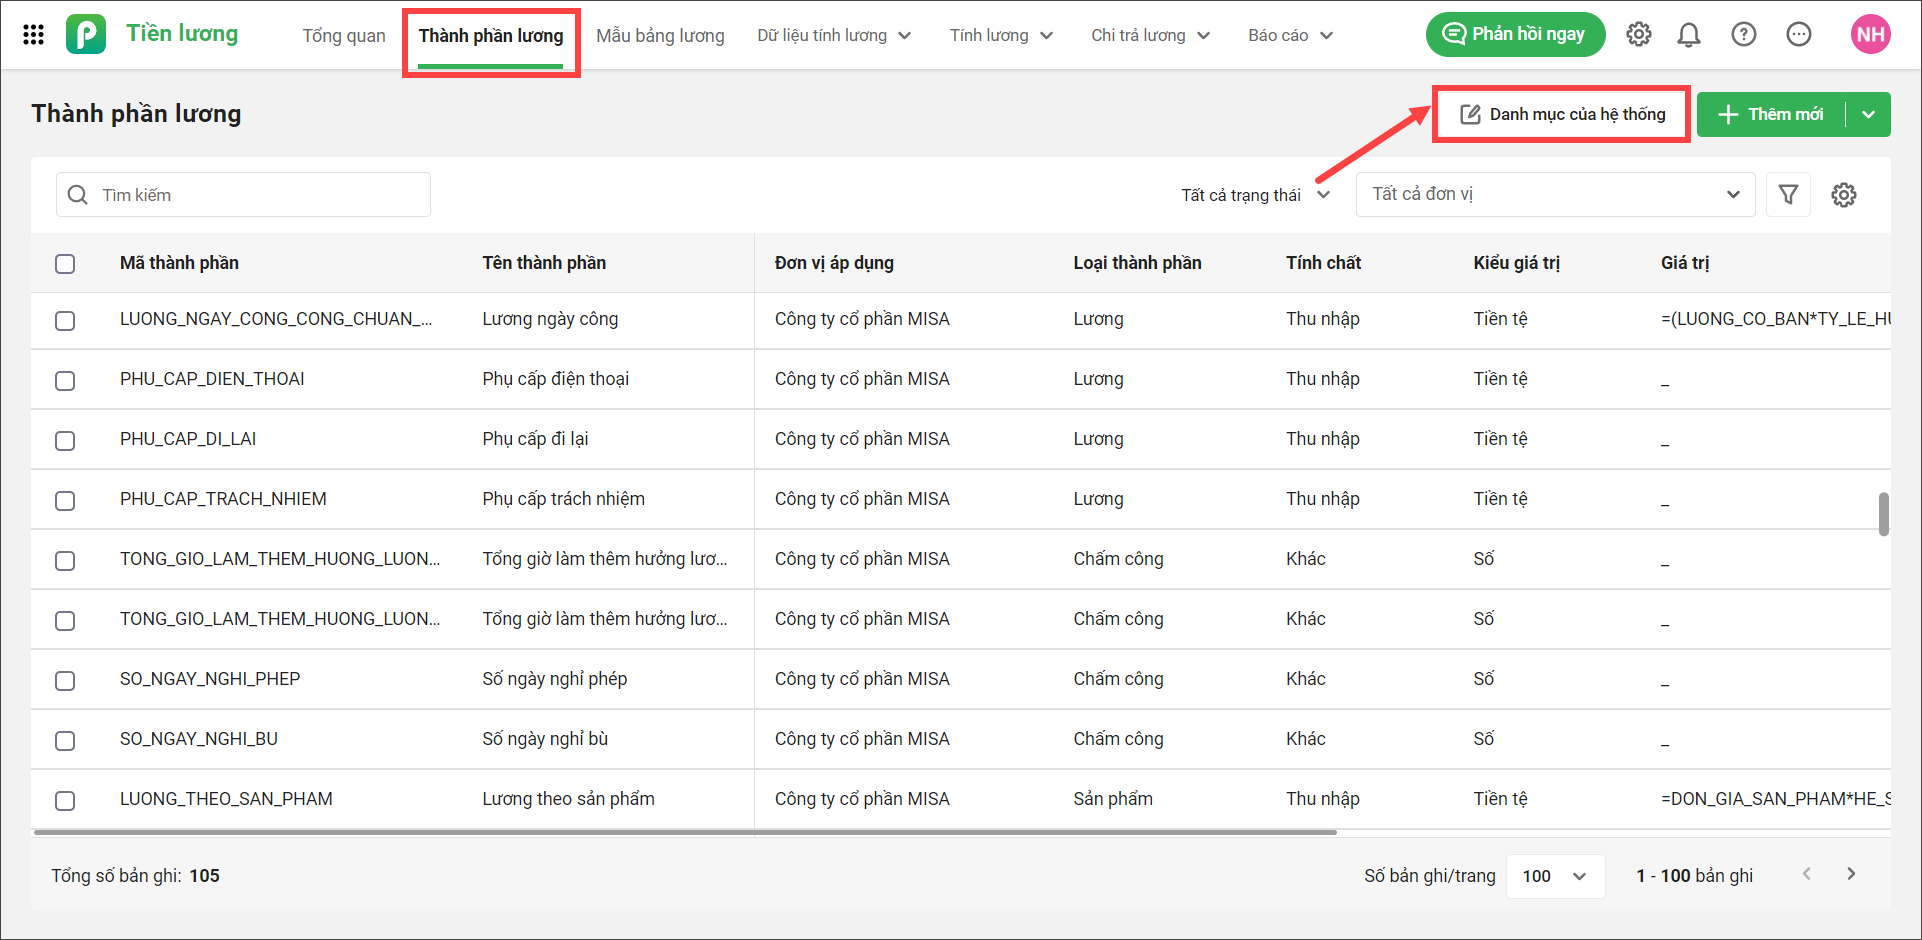 Tiền lương Tổng quan Thành phần lương Mẫu bảng lương Dữ liệu tính lương Tính lương Chi trả lương Báo cáo Phản hồi ngay NH
Thành phần lương Danh mục của hệ thống Thêm mới
Tìm kiếm Tất cả trạng thái Tất cả đơn vị
Mã thành phần Tên thành phần Đơn vị áp dụng Loại thành phần Tính chất Kiểu giá trị Giá trị
LUONG_NGAY_CONG_CONG_CHUAN_... Lương ngày công Công ty cổ phần MISA Lương Thu nhập Tiền tệ =(LUONG_CO_BAN*TY_LE_HU
PHU_CAP_DIEN_THOAI Phụ cấp điện thoại Công ty cổ phần MISA Lương Thu nhập Tiền tệ _
PHU_CAP_DI_LAI Phụ cấp đi lại Công ty cổ phần MISA Lương Thu nhập Tiền tệ _
PHU_CAP_TRACH_NHIEM Phụ cấp trách nhiệm Công ty cổ phần MISA Lương Thu nhập Tiền tệ _
TONG_GIO_LAM_THEM_HUONG_LUON... Tổng giờ làm thêm hưởng lươ... Công ty cổ phần MISA Chấm công Khác Số _
TONG_GIO_LAM_THEM_HUONG_LUON... Tổng giờ làm thêm hưởng lươ... Công ty cổ phần MISA Chấm công Khác Số _
SO_NGAY_NGHI_PHEP Số ngày nghỉ phép Công ty cổ phần MISA Chấm công Khác Số _
SO_NGAY_NGHI_BU Số ngày nghỉ bù Công ty cổ phần MISA Chấm công Khác Số _
LUONG_THEO_SAN_PHAM Lương theo sản phẩm Công ty cổ phần MISA Sản phẩm Thu nhập Tiền tệ =DON_GIA_SAN_PHAM*HE_S
Tổng số bản ghi: 105 Số bản ghi/trang 100 1 - 100 bản ghi